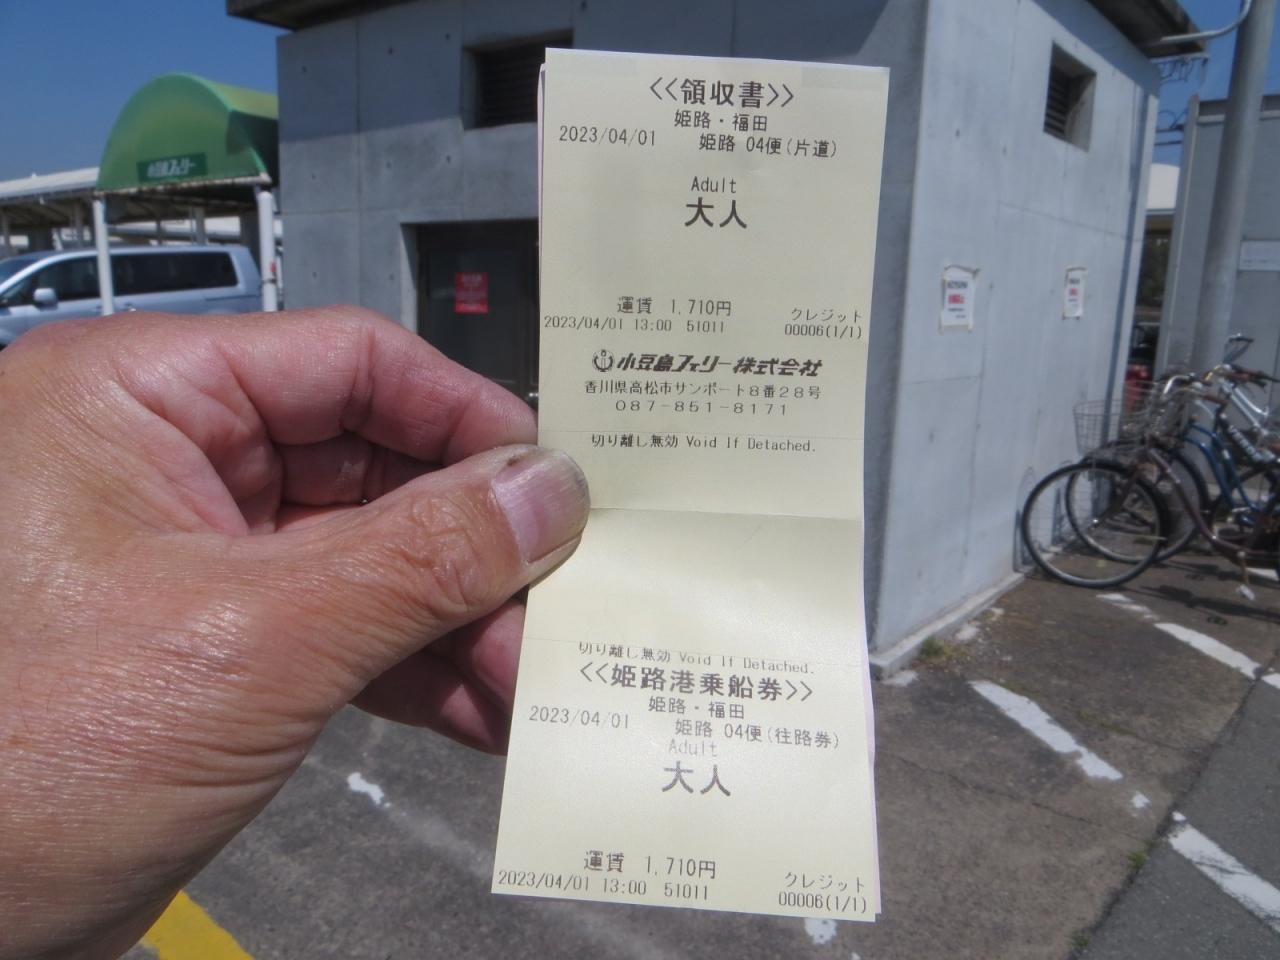 <<領収書>>
姫路・福田
2023/04/01 姫路 04便(片道)
Adult
大人
運賃 1,710円
クレジット
2023/04/01 13:00 51011 00006(1/1)
小豆島フェリー株式会社
香川県高松市サンポート8番28号
087-851-8171
切り離し無効 Void If Detached.
切り離し無効 Void If Detached.
<<姫路港乗船券>>
姫路・福田
2023/04/01 姫路 04便(往路券)
Adult
大人
運賃 1,710円
クレジット
2023/04/01 13:00 51011 00006(1/1)
小豆島フェリー